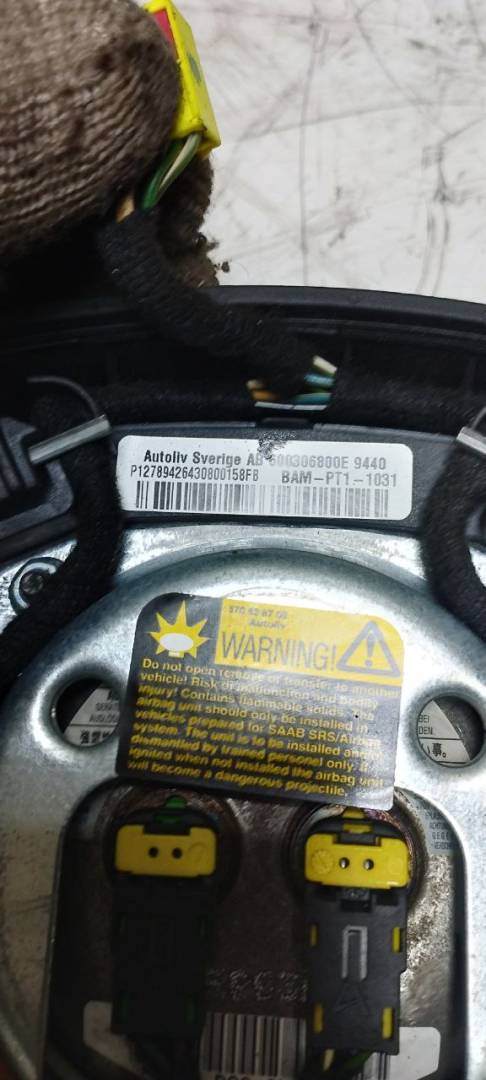 Autoliv Sverige AB 600306800E 9440
P12789426430800158FB BAM-PT1.-1031
Autoliv
WARNING!
Do not open remove or transfer to another
vehicle! Risk of malfunction and bodily
injury! Contains flammable solids. The
airbag unit should only be installed in
vehicles prepared for SAAB SRS/Airbag
system. The unit is to be installed and
dismantled by trained personel only. If
ignited when not installed the airbag unit
will become a dangerous projectile.
BEI
DEN.